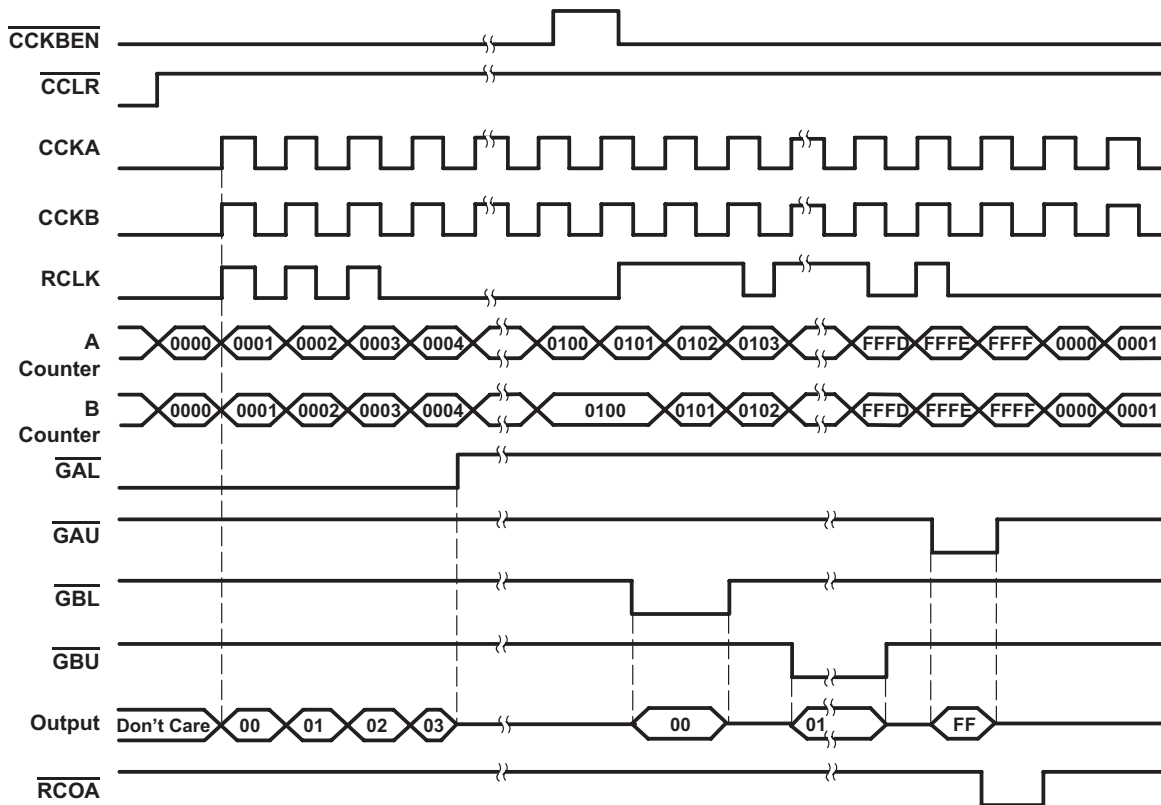 CCKBEN
CCLR
CCKA
CCKB
RCLK
A Counter 0000 0001 0002 0003 0004 0100 0101 0102 0103 FFFD FFFE FFFF 0000 0001
B Counter 0000 0001 0002 0003 0004 0100 0101 0102 FFFD FFFE FFFF 0000 0001
GAL
GAU
GBL
GBU
Output Don't Care 00 01 02 03 00 01 FF
RCOA